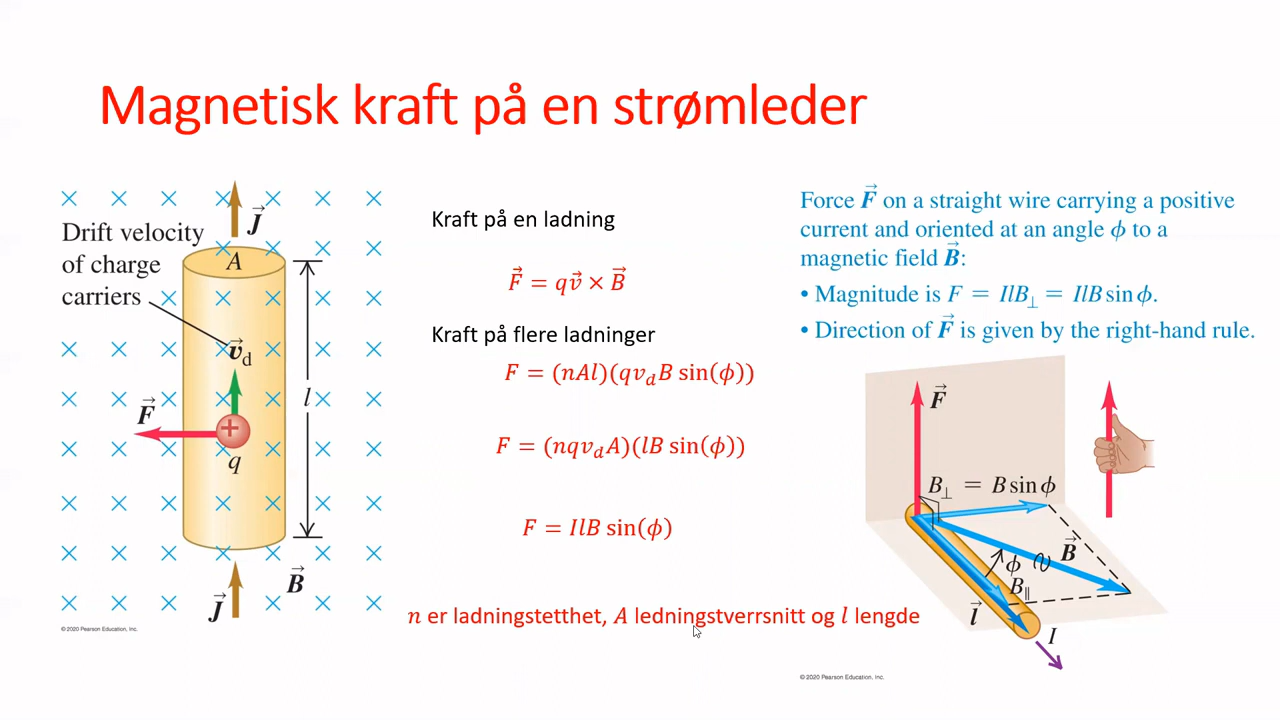 Magnetisk kraft på en strømleder
J⃗
Drift velocity
of charge
carriers
A
v⃗d
l
F⃗
q
B⃗
J⃗
© 2020 Pearson Education, Inc.
Kraft på en ladning
F⃗ = qv⃗ × B⃗
Kraft på flere ladninger
F = (nAl)(qv_d B sin(ϕ))
F = (nqv_d A)(lB sin(ϕ))
F = IlB sin(ϕ)
n er ladningstetthet, A ledningstverrsnitt og l lengde
Force F⃗ on a straight wire carrying a positive
current and oriented at an angle ϕ to a
magnetic field B⃗:
• Magnitude is F = IlB⊥ = IlB sin ϕ.
• Direction of F⃗ is given by the right-hand rule.
F⃗
B⊥ = B sin ϕ
B⃗
ϕ
B∥
l⃗
I
© 2020 Pearson Education, Inc.